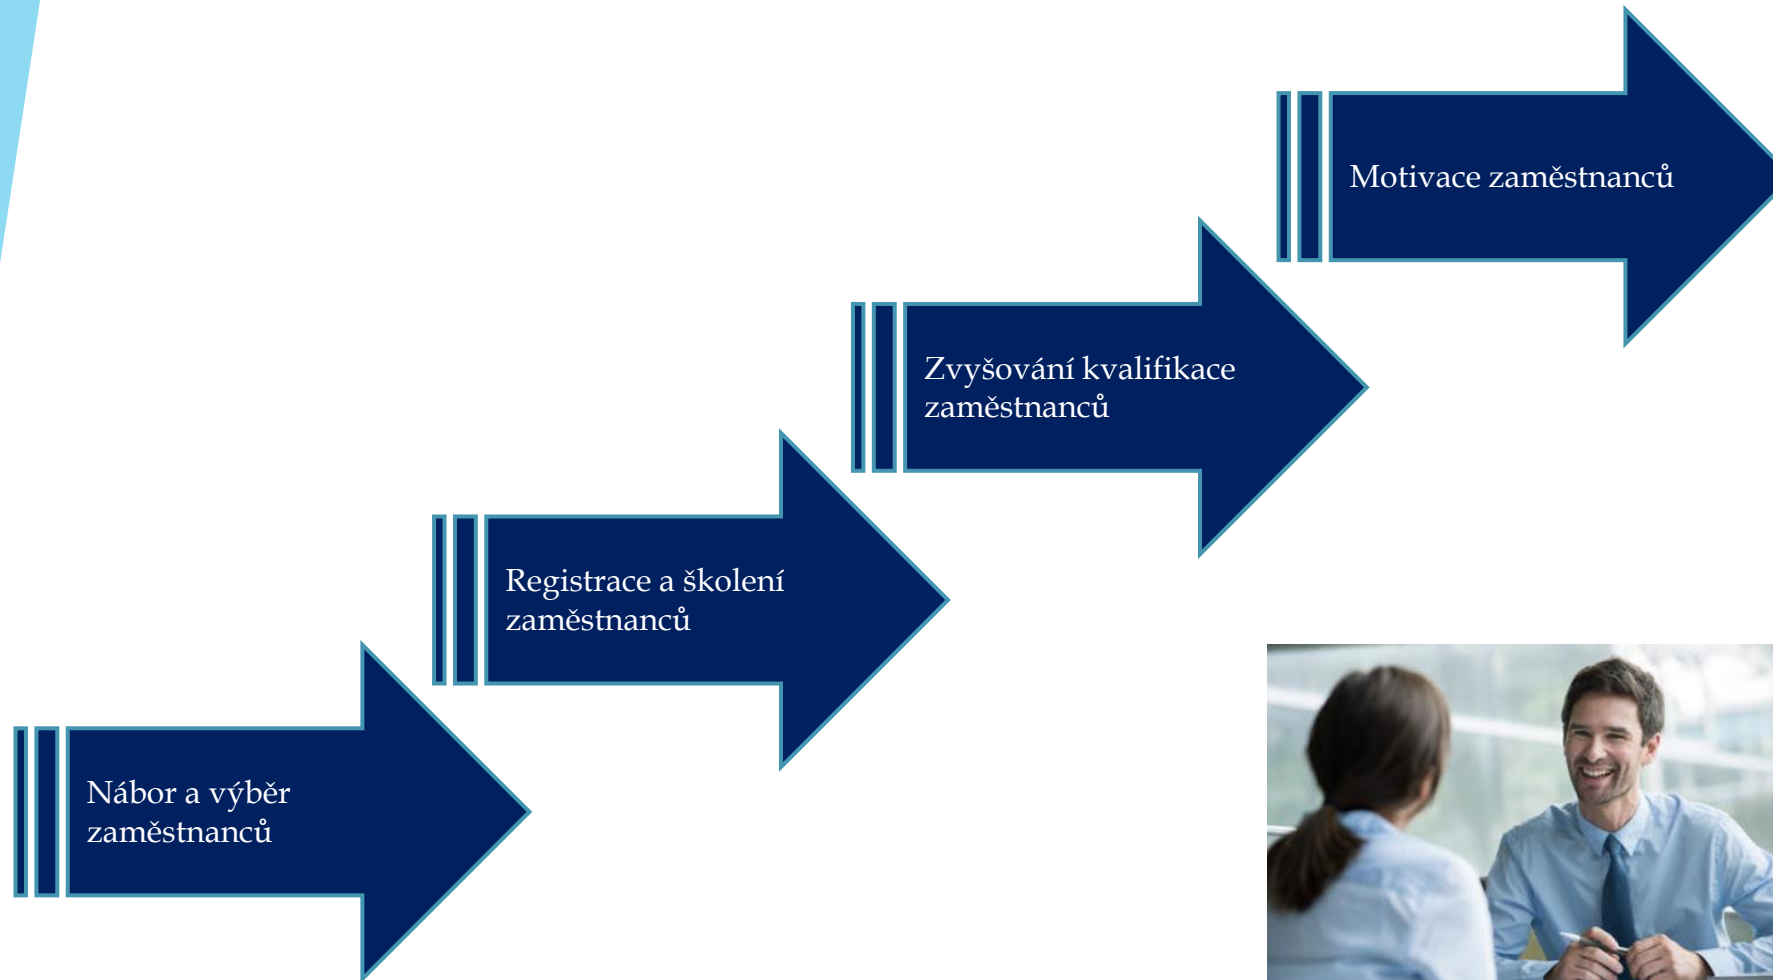 Motivace zaměstnanců
Zvyšování kvalifikace
zaměstnanců
Registrace a školení
zaměstnanců
Nábor a výběr
zaměstnanců